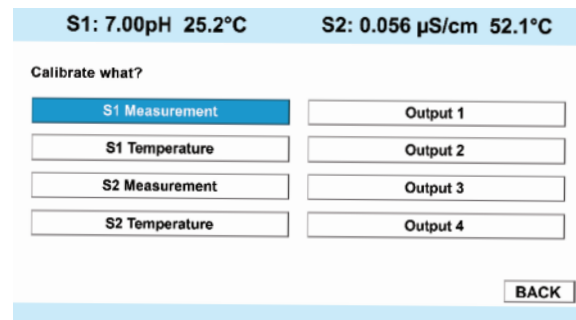 S1: 7.00pH 25.2°C S2: 0.056 µS/cm 52.1°C
Calibrate what?
S1 Measurement Output 1
S1 Temperature Output 2
S2 Measurement Output 3
S2 Temperature Output 4
BACK